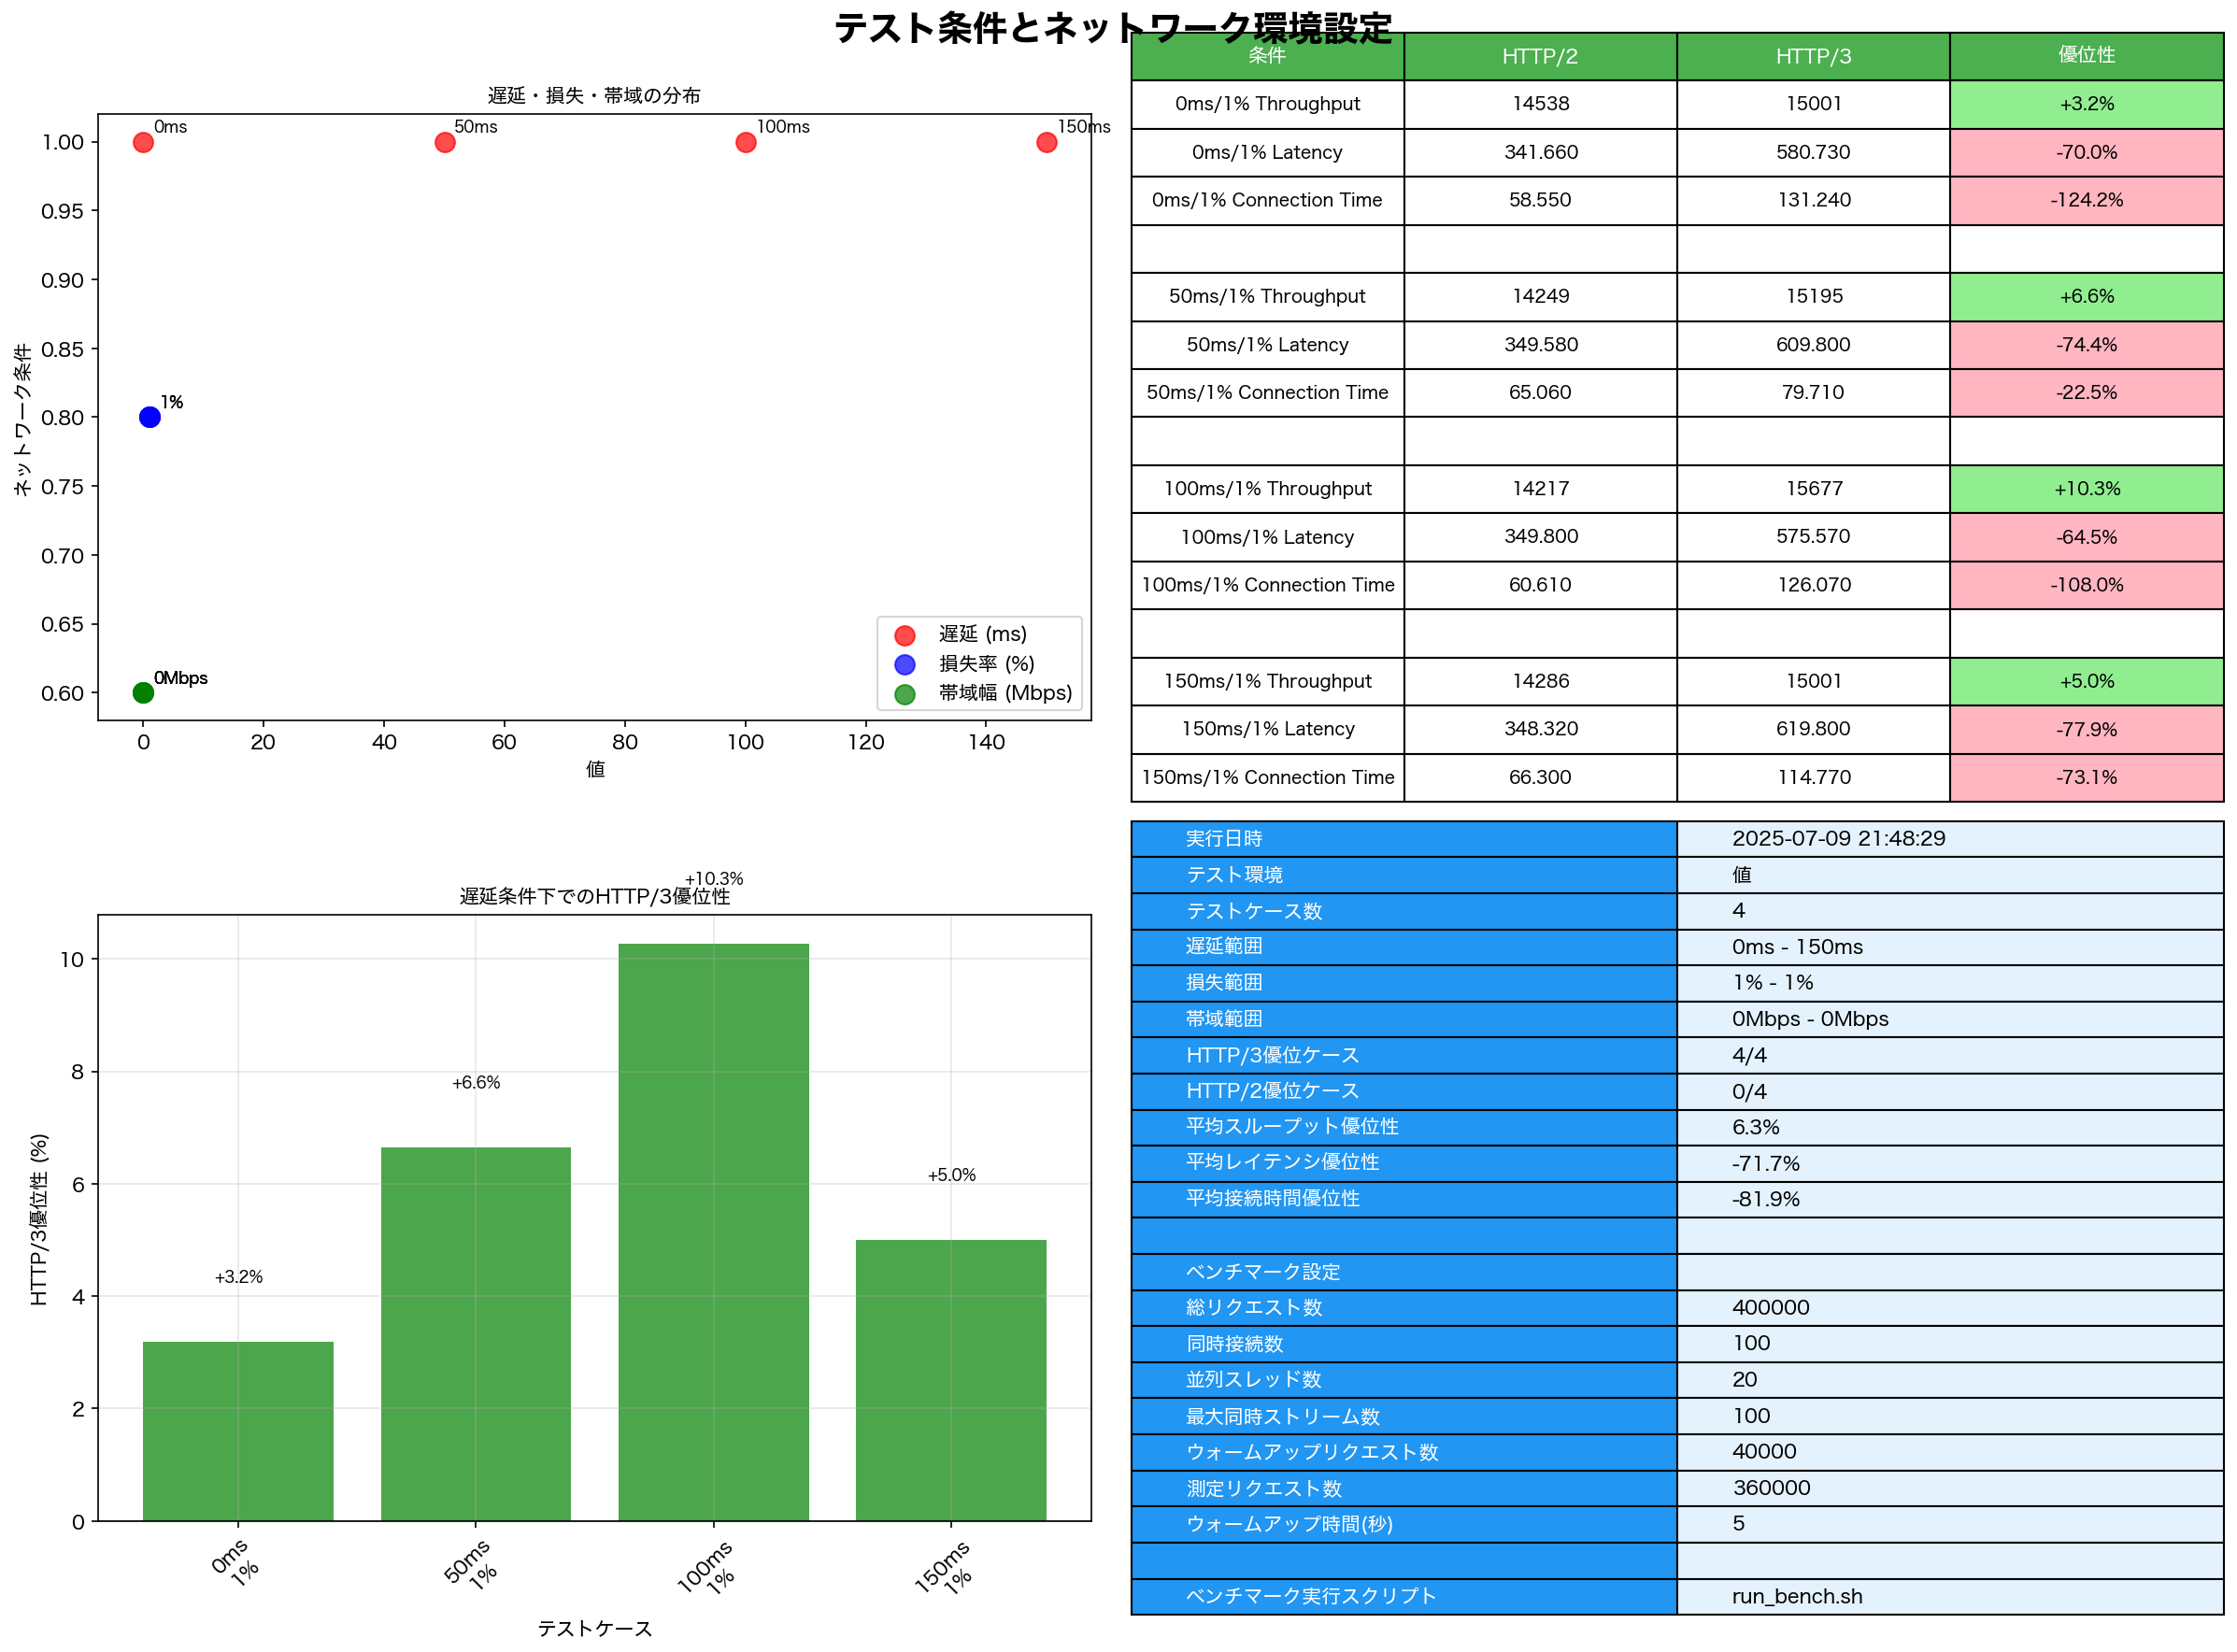 テスト条件とネットワーク環境設定
遅延・損失・帯域の分布
ネットワーク条件
1.00
0.95
0.90
0.85
0.80
0.75
0.70
0.65
0.60
0ms
50ms
100ms
150ms
1%
0Mbps
遅延 (ms)
損失率 (%)
帯域幅 (Mbps)
0 20 40 60 80 100 120 140
値
条件 HTTP/2 HTTP/3 優位性
0ms/1% Throughput 14538 15001 +3.2%
0ms/1% Latency 341.660 580.730 -70.0%
0ms/1% Connection Time 58.550 131.240 -124.2%
50ms/1% Throughput 14249 15195 +6.6%
50ms/1% Latency 349.580 609.800 -74.4%
50ms/1% Connection Time 65.060 79.710 -22.5%
100ms/1% Throughput 14217 15677 +10.3%
100ms/1% Latency 349.800 575.570 -64.5%
100ms/1% Connection Time 60.610 126.070 -108.0%
150ms/1% Throughput 14286 15001 +5.0%
150ms/1% Latency 348.320 619.800 -77.9%
150ms/1% Connection Time 66.300 114.770 -73.1%
遅延条件下でのHTTP/3優位性
HTTP/3優位性 (%)
10
8
6
4
2
0
+3.2%
+6.6%
+10.3%
+5.0%
0ms
1%
50ms
1%
100ms
1%
150ms
1%
テストケース
実行日時 2025-07-09 21:48:29
テスト環境 値
テストケース数 4
遅延範囲 0ms - 150ms
損失範囲 1% - 1%
帯域範囲 0Mbps - 0Mbps
HTTP/3優位ケース 4/4
HTTP/2優位ケース 0/4
平均スループット優位性 6.3%
平均レイテンシ優位性 -71.7%
平均接続時間優位性 -81.9%
ベンチマーク設定
総リクエスト数 400000
同時接続数 100
並列スレッド数 20
最大同時ストリーム数 100
ウォームアップリクエスト数 40000
測定リクエスト数 360000
ウォームアップ時間(秒) 5
ベンチマーク実行スクリプト run_bench.sh